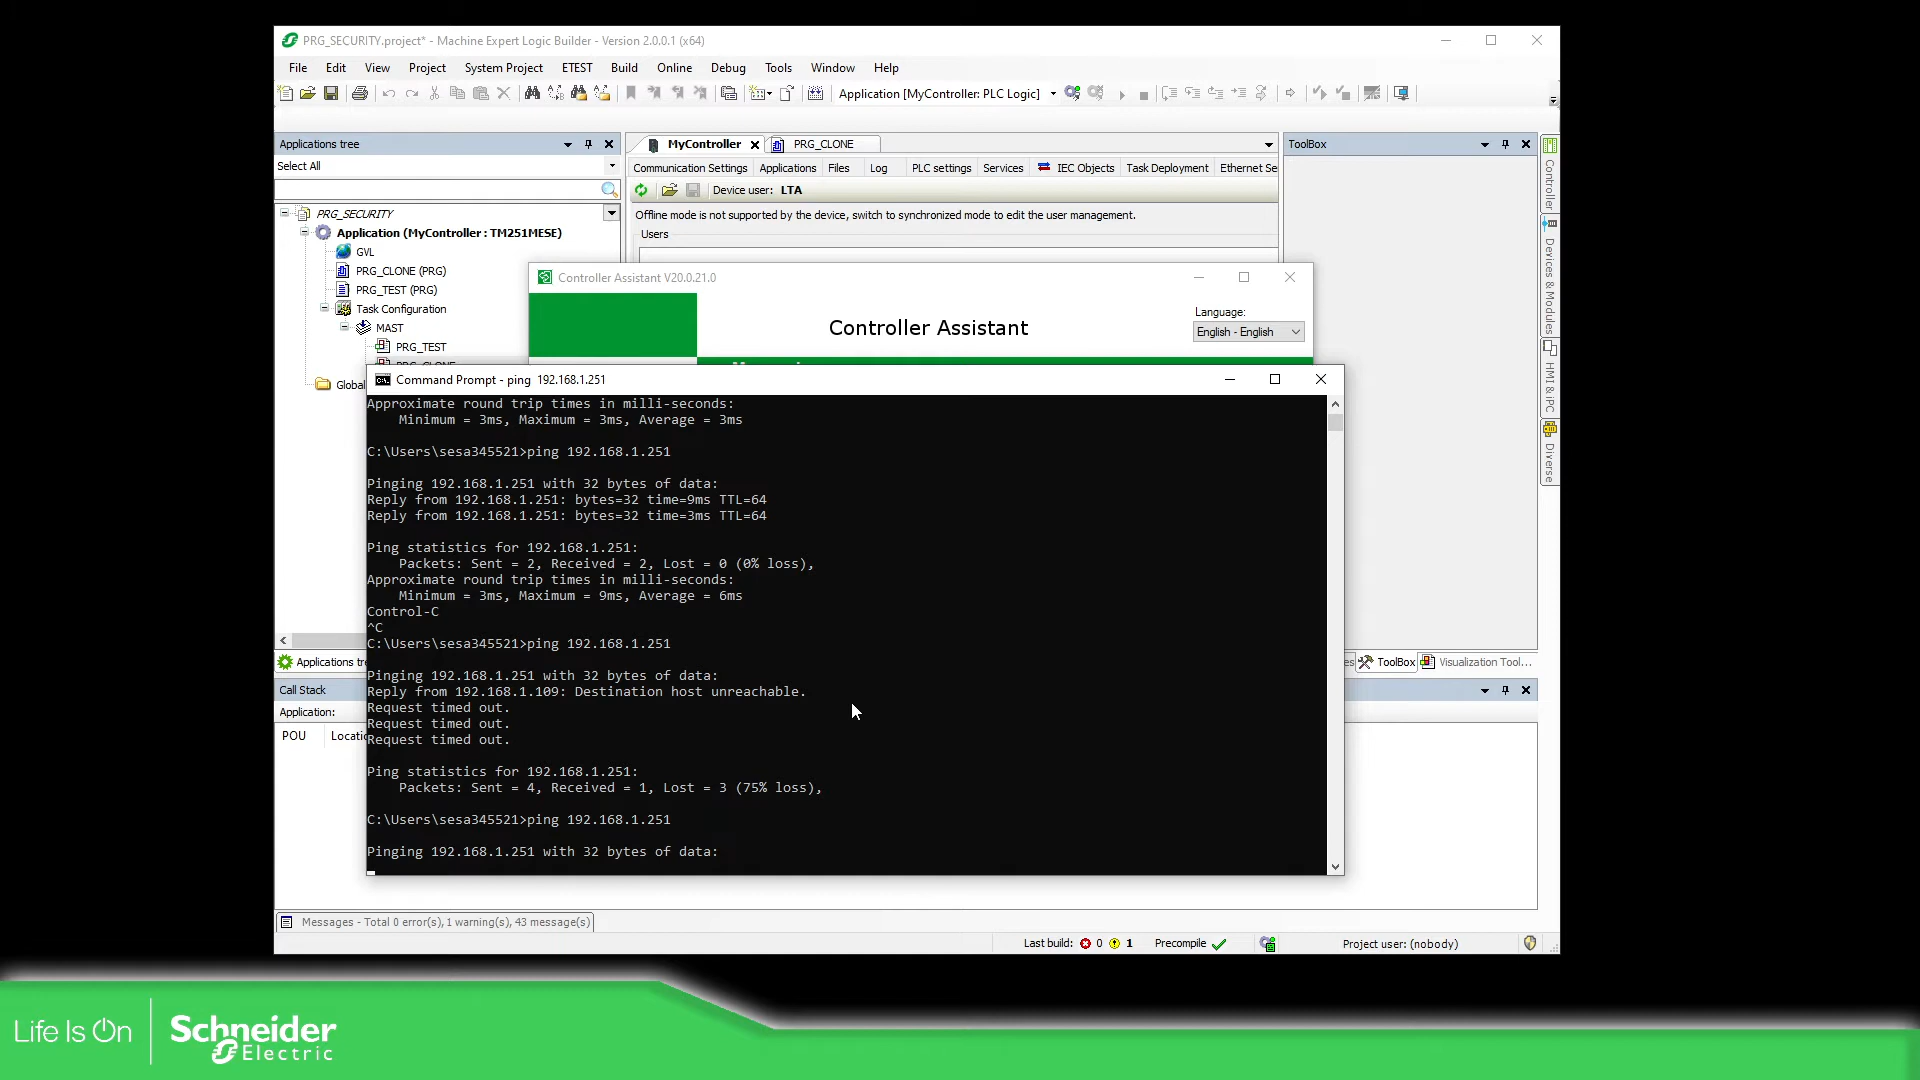 PRG_SECURITY.project* - Machine Expert Logic Builder - Version 2.0.0.1 (x64)
File Edit View Project System Project ETEST Build Online Debug Tools Window Help
Application [MyController: PLC Logic]
Applications tree
MyController
PRG_CLONE
ToolBox
Select All
Communication Settings Applications Files Log PLC settings Services IEC Objects Task Deployment Ethernet Se
Device user: LTA
Offline mode is not supported by the device, switch to synchronized mode to edit the user management.
Users
PRG_SECURITY
Application (MyController : TM251MESE)
GVL
PRG_CLONE (PRG)
PRG_TEST (PRG)
Task Configuration
MAST
PRG_TEST
PRG_CLONE
Global
Controller
Devices & Modules
HMI & iPC
Diverse
Controller Assistant V20.0.21.0
Controller Assistant
Language:
English - English
Command Prompt - ping 192.168.1.251
Approximate round trip times in milli-seconds:
Minimum = 3ms, Maximum = 3ms, Average = 3ms
C:\Users\sesa345521>ping 192.168.1.251
Pinging 192.168.1.251 with 32 bytes of data:
Reply from 192.168.1.251: bytes=32 time=9ms TTL=64
Reply from 192.168.1.251: bytes=32 time=3ms TTL=64
Ping statistics for 192.168.1.251:
Packets: Sent = 2, Received = 2, Lost = 0 (0% loss),
Approximate round trip times in milli-seconds:
Minimum = 3ms, Maximum = 9ms, Average = 6ms
Control-C
^C
C:\Users\sesa345521>ping 192.168.1.251
Pinging 192.168.1.251 with 32 bytes of data:
Reply from 192.168.1.109: Destination host unreachable.
Request timed out.
Request timed out.
Request timed out.
Ping statistics for 192.168.1.251:
Packets: Sent = 4, Received = 1, Lost = 3 (75% loss),
C:\Users\sesa345521>ping 192.168.1.251
Pinging 192.168.1.251 with 32 bytes of data:
Applications tre
es ToolBox Visualization Tool...
Call Stack
Application:
POU Locatio
Messages - Total 0 error(s), 1 warning(s), 43 message(s)
Last build: 0 1 Precompile
Project user: (nobody)
Life Is On
Schneider
Electric